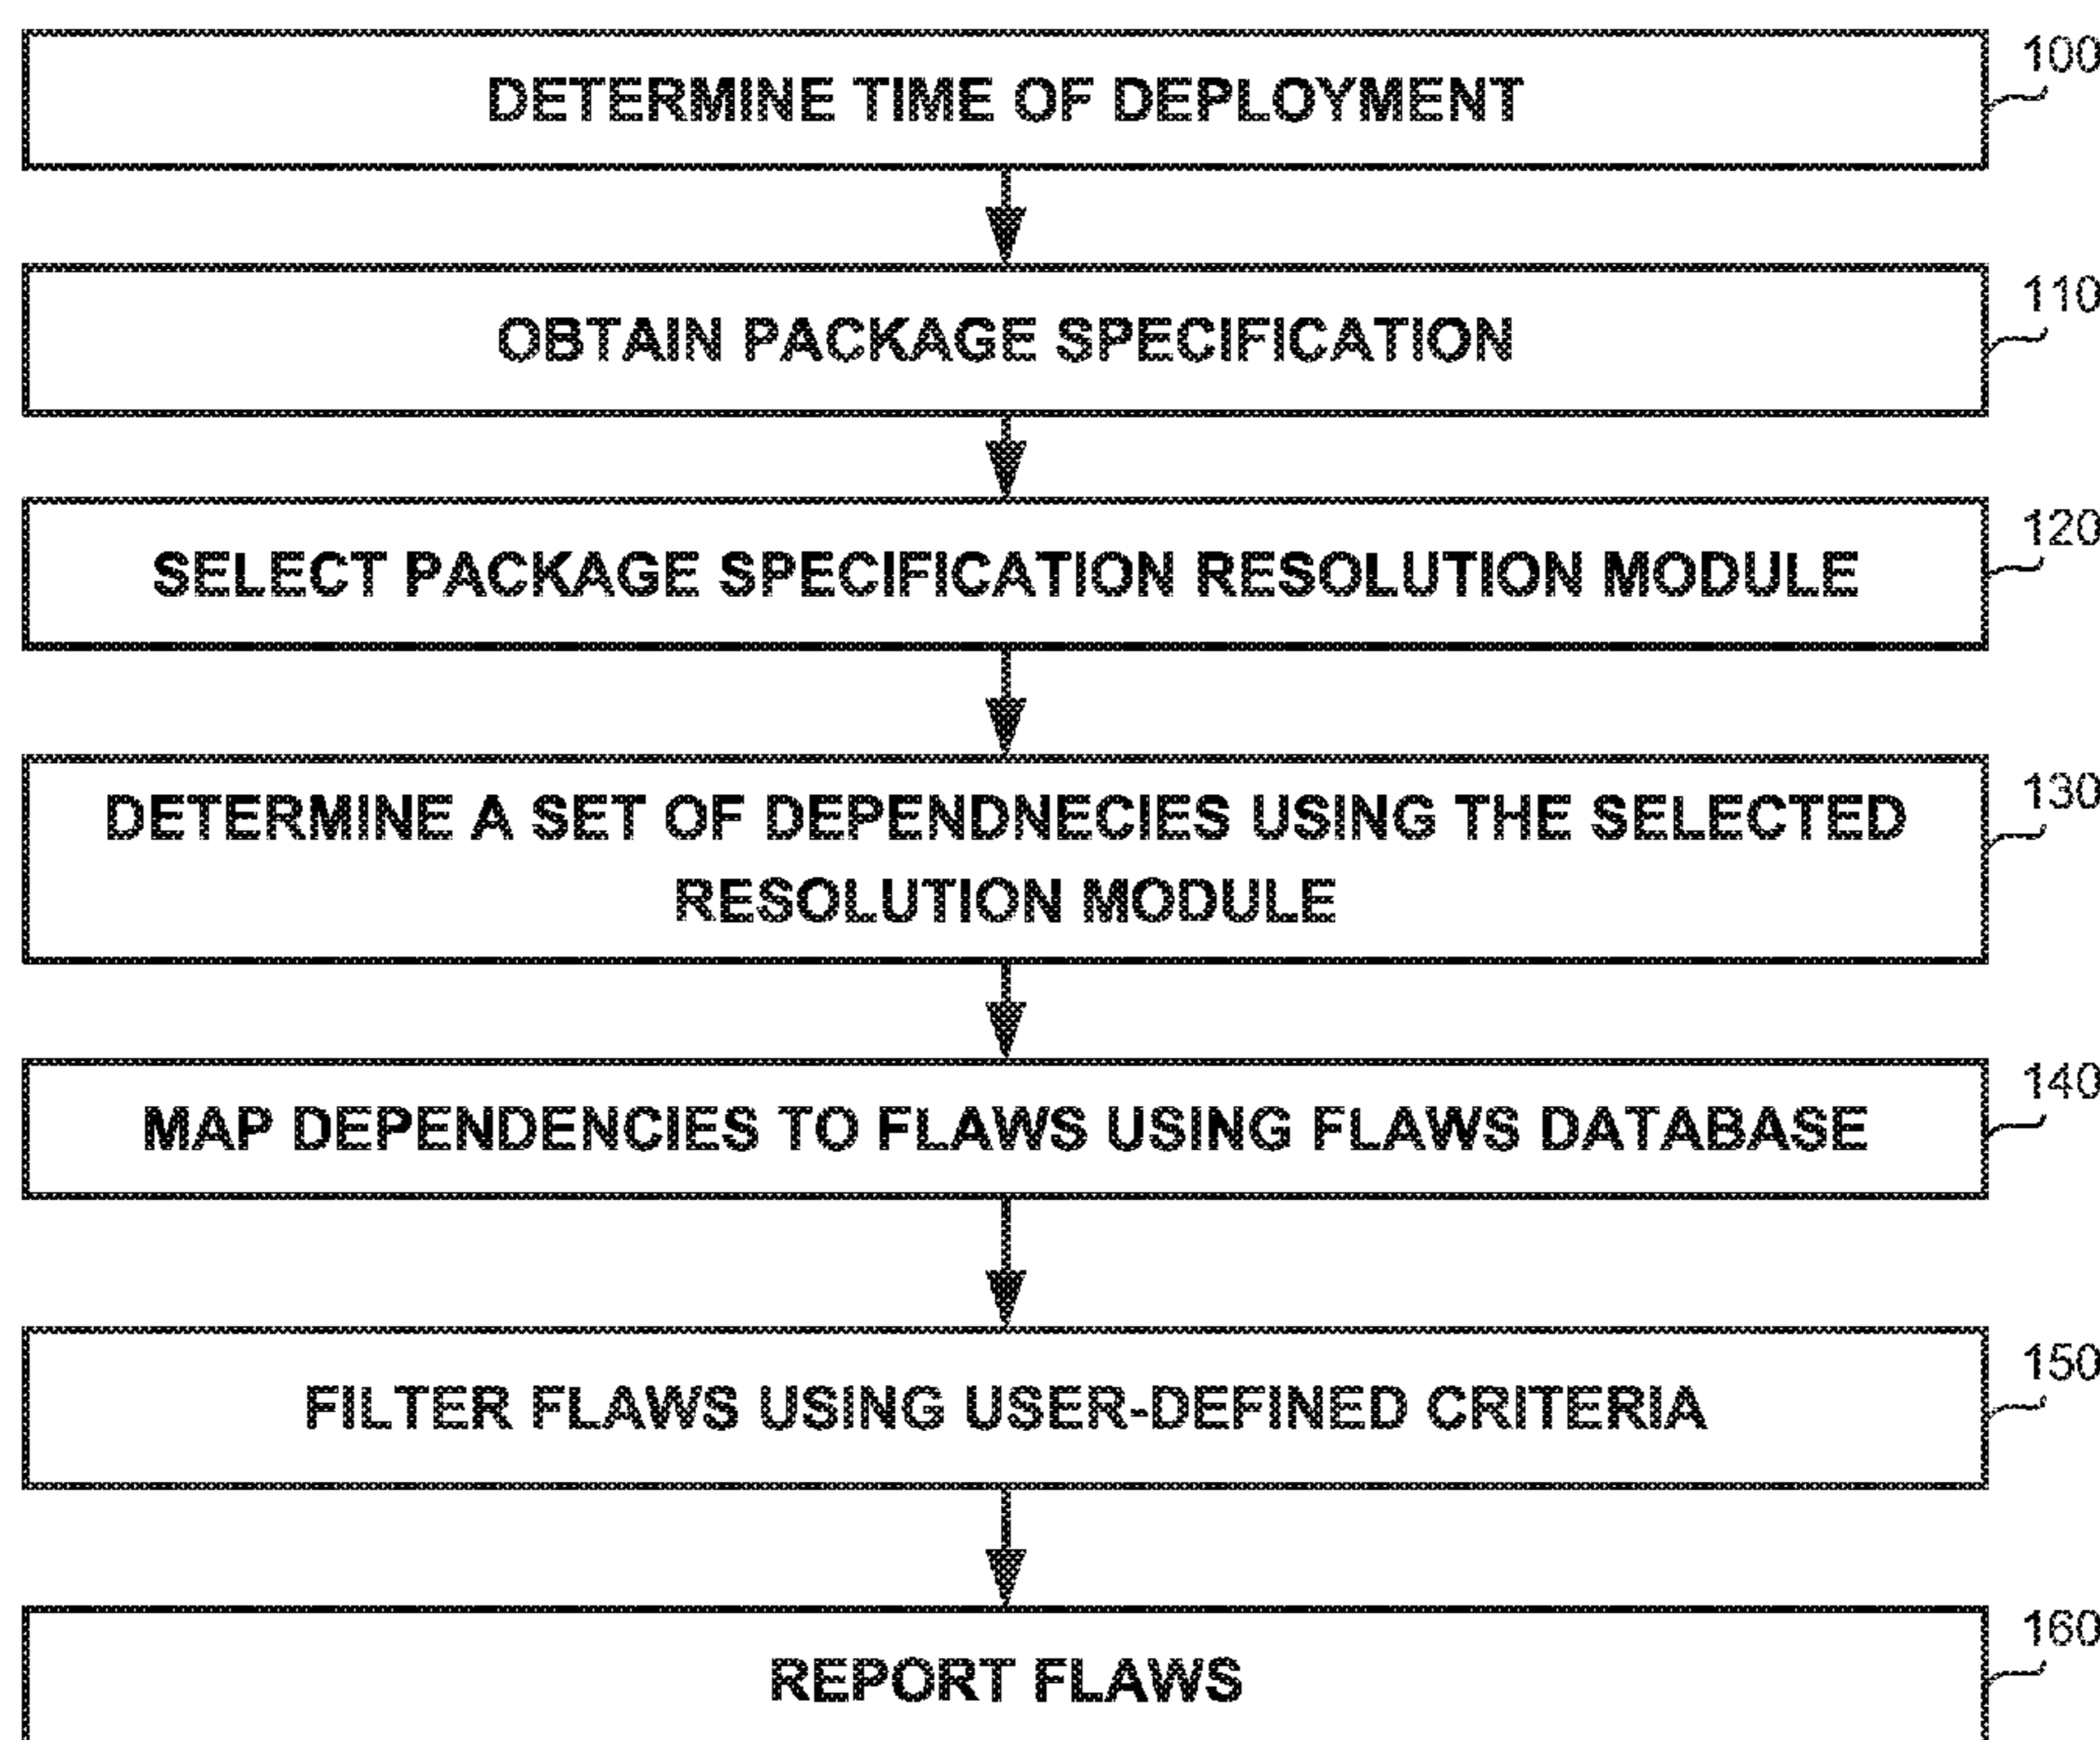 DETERMINE TIME OF DEPLOYMENT
100
OBTAIN PACKAGE SPECIFICATION
110
SELECT PACKAGE SPECIFICATION RESOLUTION MODULE
120
DETERMINE A SET OF DEPENDNECIES USING THE SELECTED
RESOLUTION MODULE
130
MAP DEPENDENCIES TO FLAWS USING FLAWS DATABASE
140
FILTER FLAWS USING USER-DEFINED CRITERIA
150
REPORT FLAWS
160